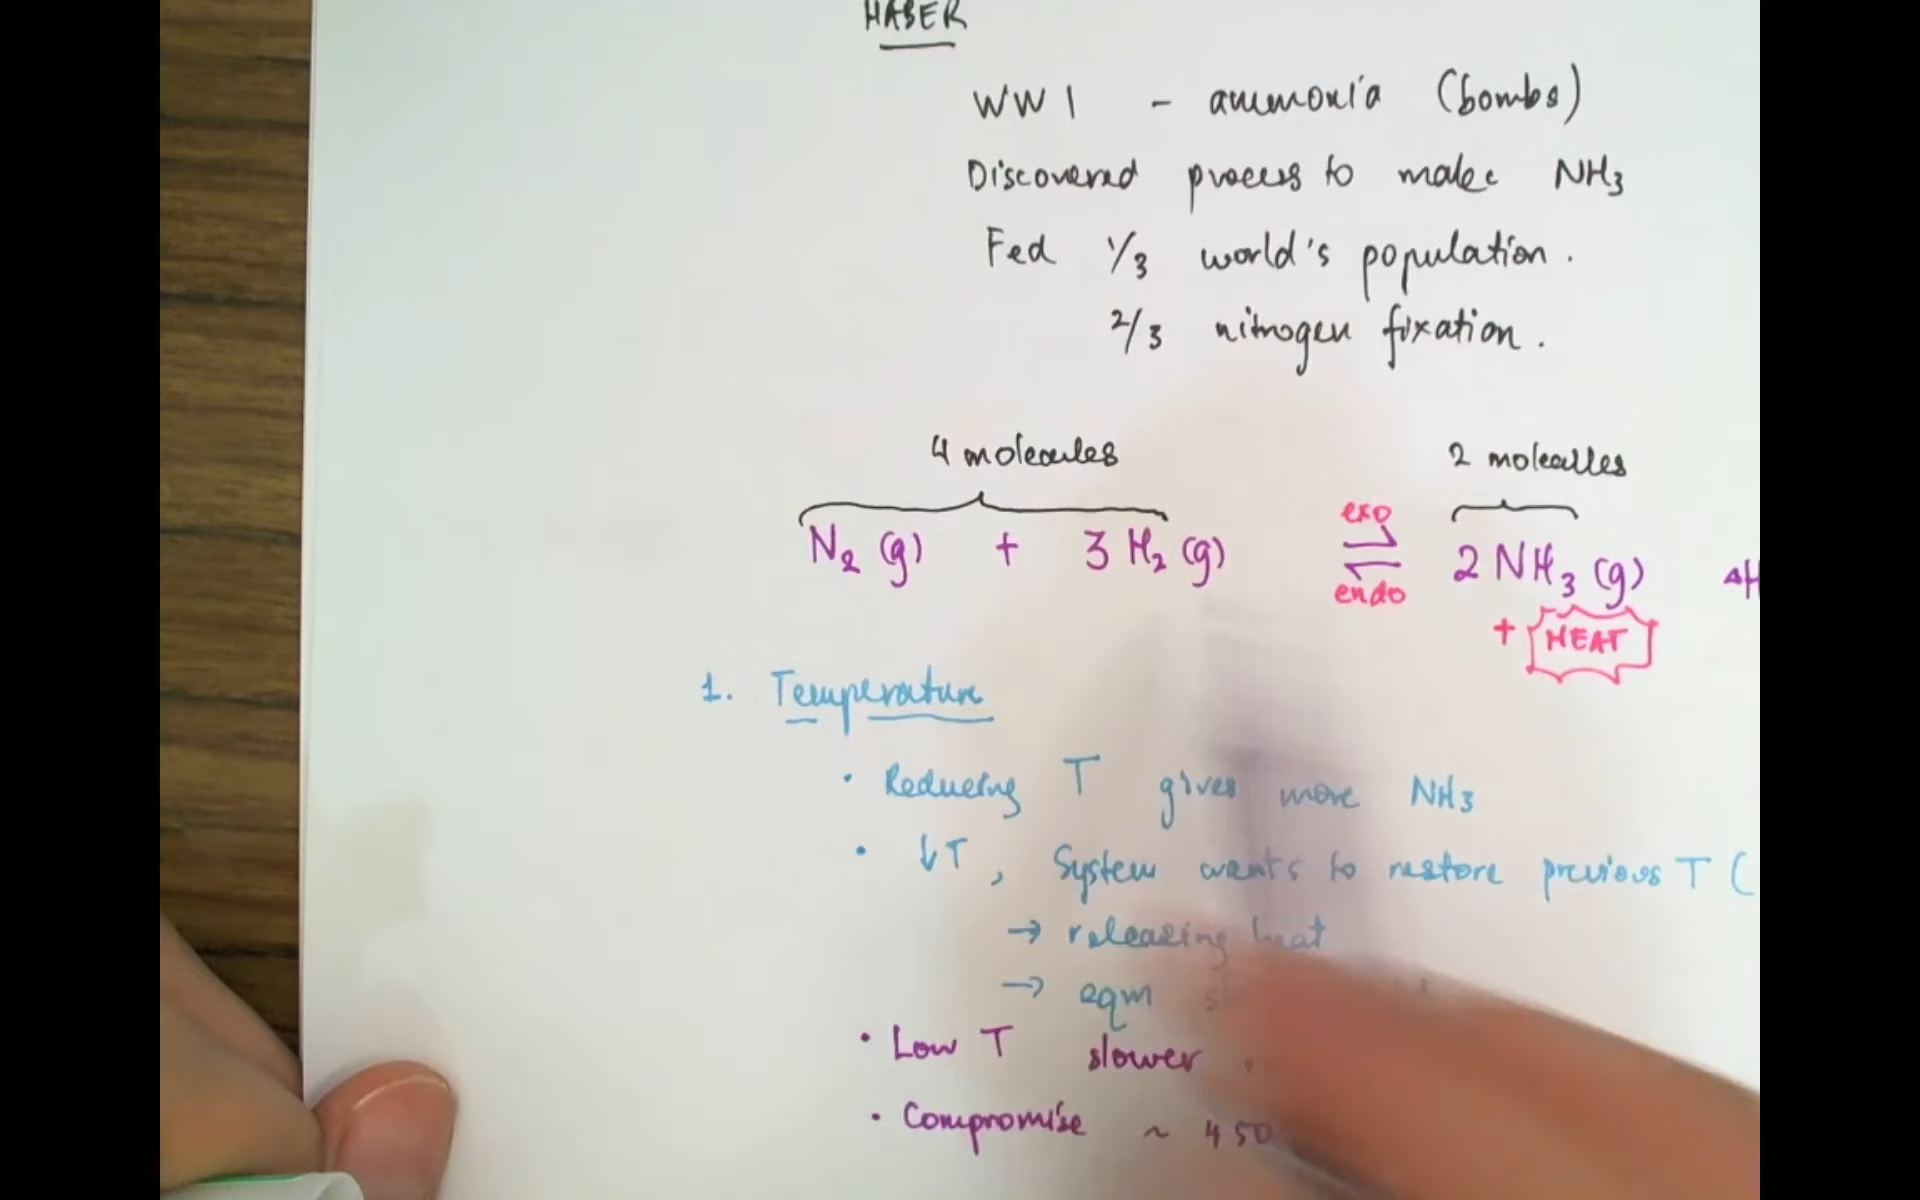 HABER
WW1 - ammonia (bombs)
Discovered process to make NH3
Fed 1/3 world's population.
2/3 nitrogen fixation.
4 molecules 2 molecules
exo
N2 (g) + 3 H2 (g) ⇌ 2 NH3 (g) ΔH
endo
+ HEAT
1. Temperature
• Reducing T gives more NH3
• ↓T, System wants to restore previous T (
→ releasing heat
→ eqm
• Low T slower
• Compromise ~ 450